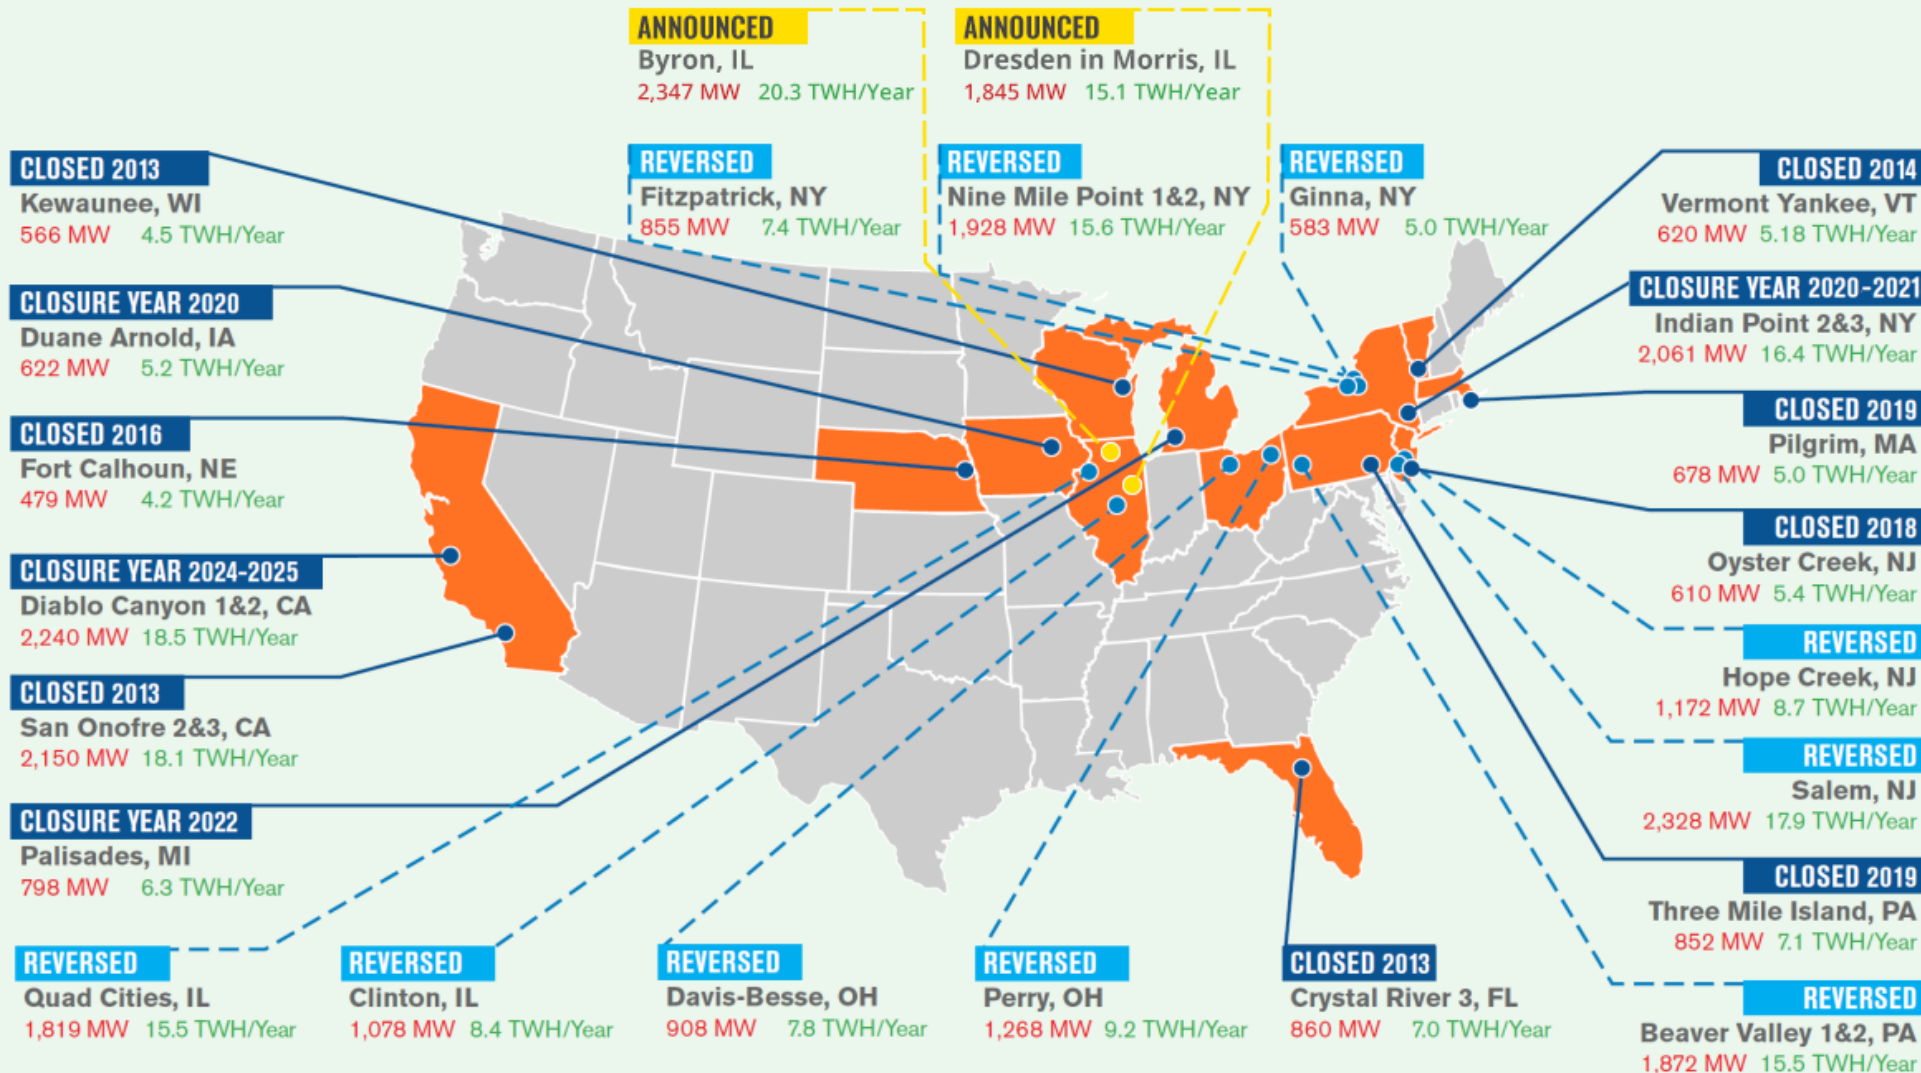 ANNOUNCED
Byron, IL
2,347 MW 20.3 TWH/Year
ANNOUNCED
Dresden in Morris, IL
1,845 MW 15.1 TWH/Year
CLOSED 2013
Kewaunee, WI
566 MW 4.5 TWH/Year
REVERSED
Fitzpatrick, NY
855 MW 7.4 TWH/Year
REVERSED
Nine Mile Point 1&2, NY
1,928 MW 15.6 TWH/Year
REVERSED
Ginna, NY
583 MW 5.0 TWH/Year
CLOSED 2014
Vermont Yankee, VT
620 MW 5.18 TWH/Year
CLOSURE YEAR 2020
Duane Arnold, IA
622 MW 5.2 TWH/Year
CLOSURE YEAR 2020-2021
Indian Point 2&3, NY
2,061 MW 16.4 TWH/Year
CLOSED 2016
Fort Calhoun, NE
479 MW 4.2 TWH/Year
CLOSED 2019
Pilgrim, MA
678 MW 5.0 TWH/Year
CLOSURE YEAR 2024-2025
Diablo Canyon 1&2, CA
2,240 MW 18.5 TWH/Year
CLOSED 2018
Oyster Creek, NJ
610 MW 5.4 TWH/Year
CLOSED 2013
San Onofre 2&3, CA
2,150 MW 18.1 TWH/Year
REVERSED
Hope Creek, NJ
1,172 MW 8.7 TWH/Year
REVERSED
Salem, NJ
2,328 MW 17.9 TWH/Year
CLOSURE YEAR 2022
Palisades, MI
798 MW 6.3 TWH/Year
CLOSED 2019
Three Mile Island, PA
852 MW 7.1 TWH/Year
REVERSED
Quad Cities, IL
1,819 MW 15.5 TWH/Year
REVERSED
Clinton, IL
1,078 MW 8.4 TWH/Year
REVERSED
Davis-Besse, OH
908 MW 7.8 TWH/Year
REVERSED
Perry, OH
1,268 MW 9.2 TWH/Year
CLOSED 2013
Crystal River 3, FL
860 MW 7.0 TWH/Year
REVERSED
Beaver Valley 1&2, PA
1,872 MW 15.5 TWH/Year